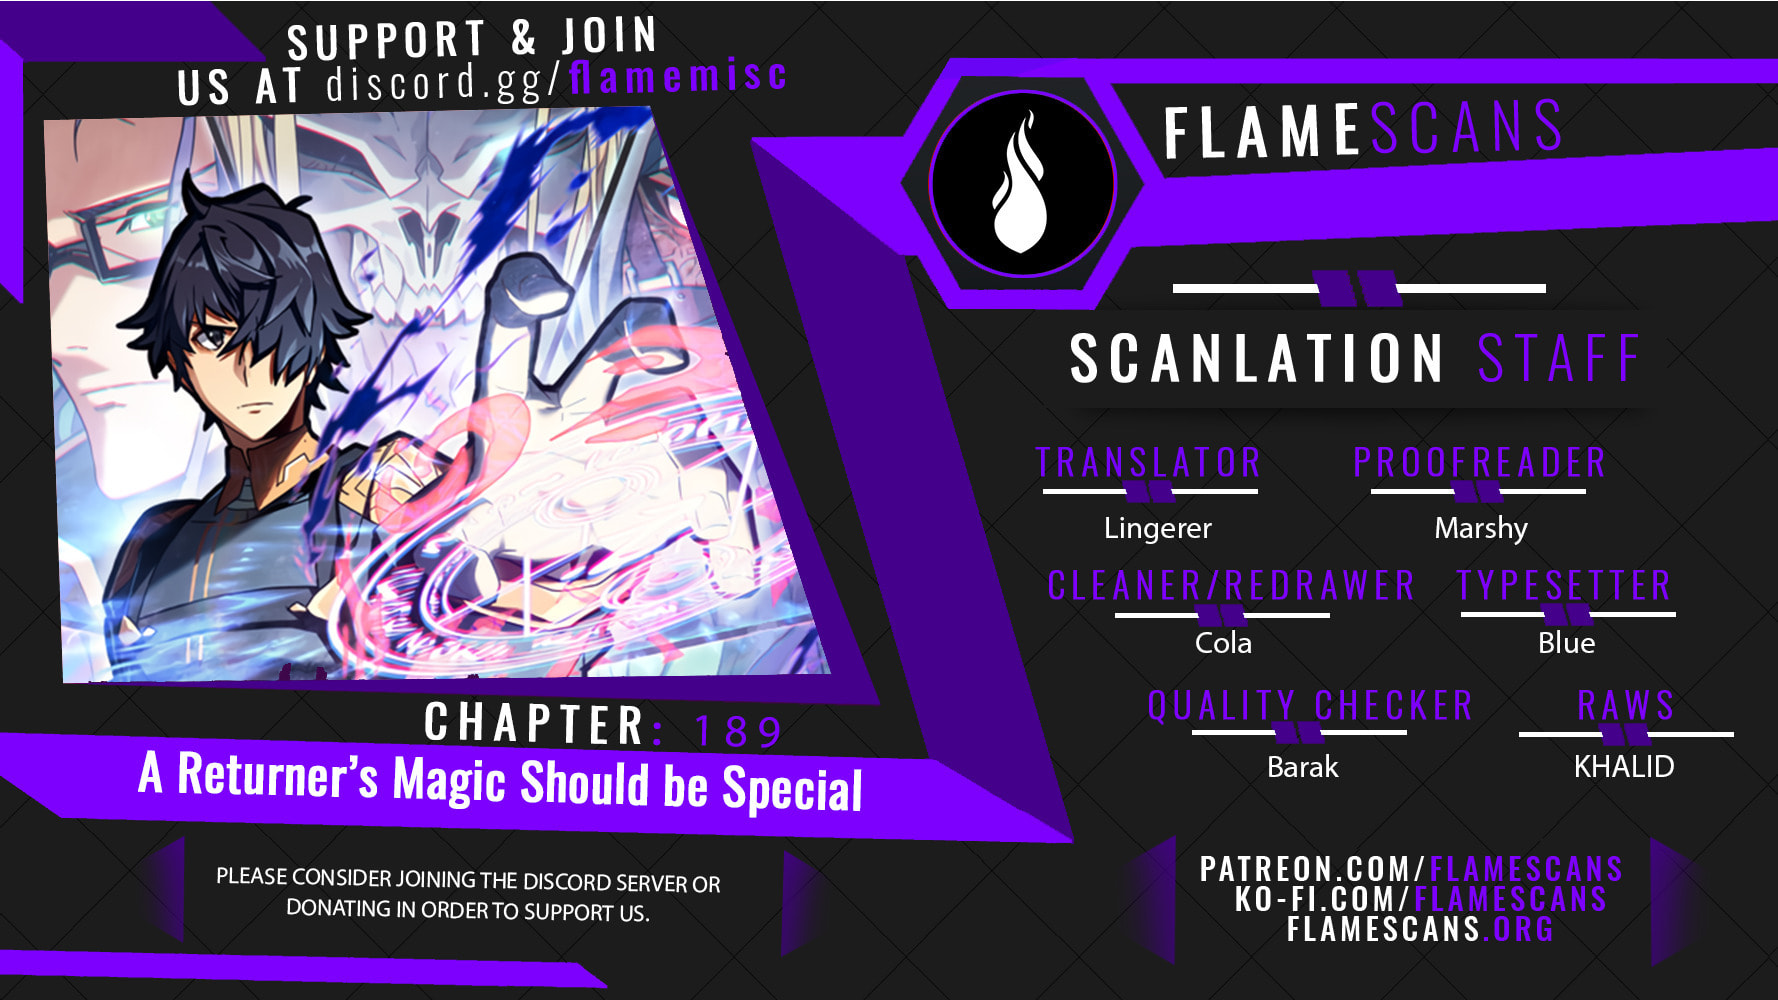 SUPPORT & JOIN
US AT discord.gg/flamemisc
CHAPTER: 189
A Returner's Magic Should be Special
PLEASE CONSIDER JOINING THE DISCORD SERVER OR
DONATING IN ORDER TO SUPPORT US.
FLAMESCANS
SCANLATION STAFF
TRANSLATOR
Lingerer
PROOFREADER
Marshy
CLEANER/REDRAWER
Cola
TYPESETTER
Blue
QUALITY CHECKER
Barak
RAWS
KHALID
PATREON.COM/FLAMESCANS
KO-FI.COM/FLAMESCANS
FLAMESCANS.ORG